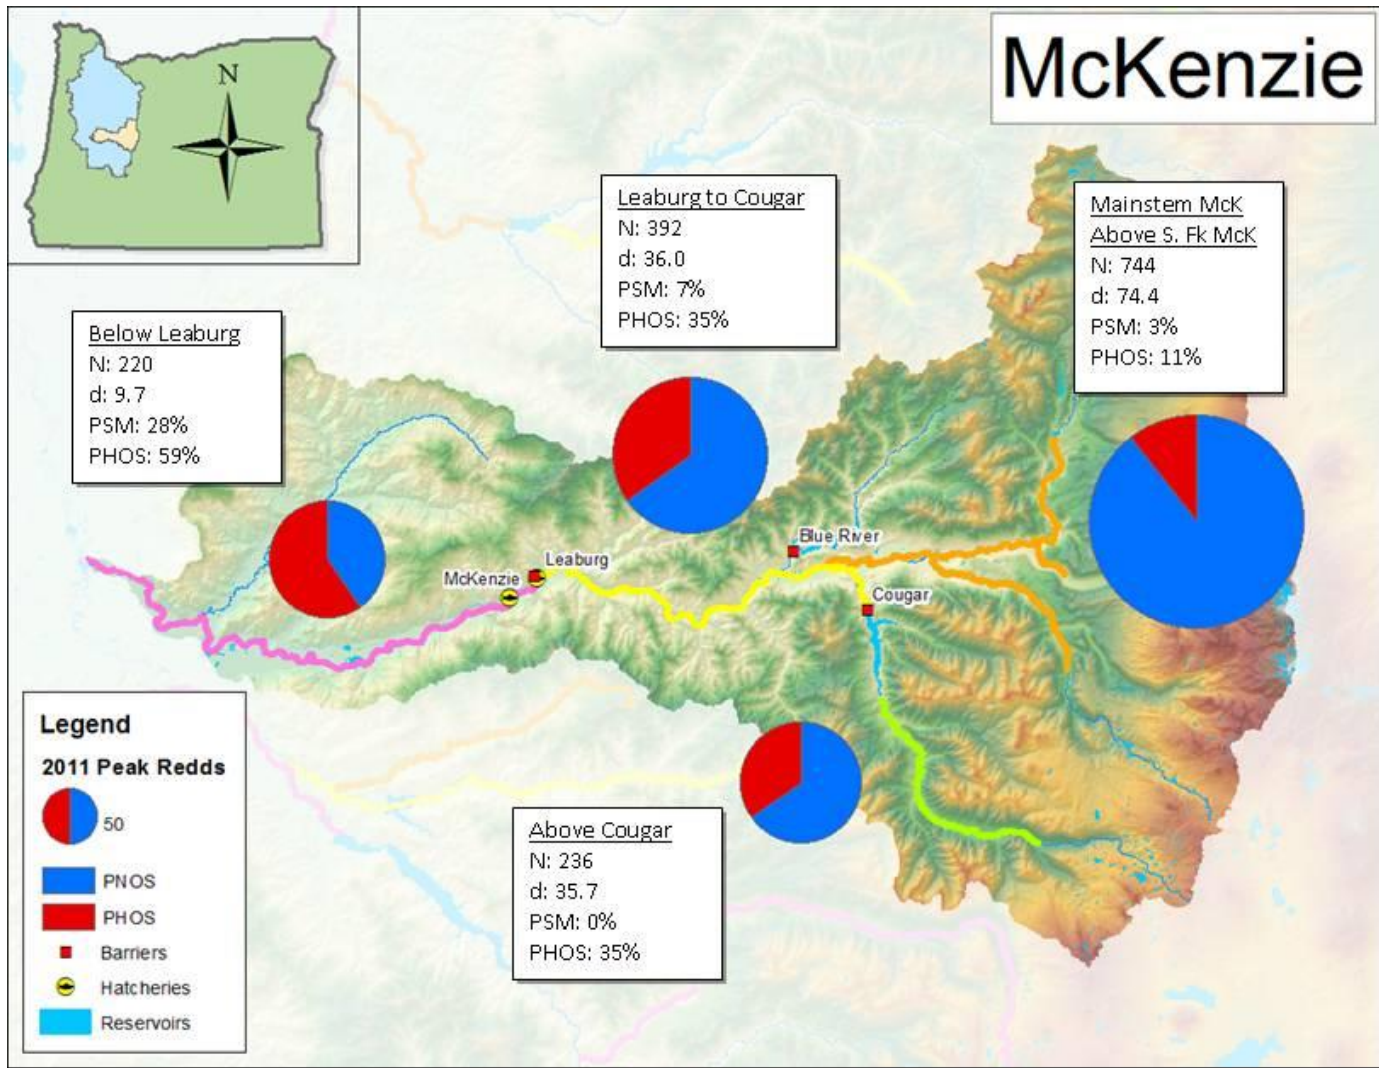 McKenzie
N
Leaburg to Cougar
N: 392
d: 36.0
PSM: 7%
PHOS: 35%
Mainstem McK
Above S. Fk McK
N: 744
d: 74.4
PSM: 3%
PHOS: 11%
Below Leaburg
N: 220
d: 9.7
PSM: 28%
PHOS: 59%
Blue River
Leaburg
McKenzie
Cougar
Above Cougar
N: 236
d: 35.7
PSM: 0%
PHOS: 35%
Legend
2011 Peak Redds
50
PNOS
PHOS
Barriers
Hatcheries
Reservoirs